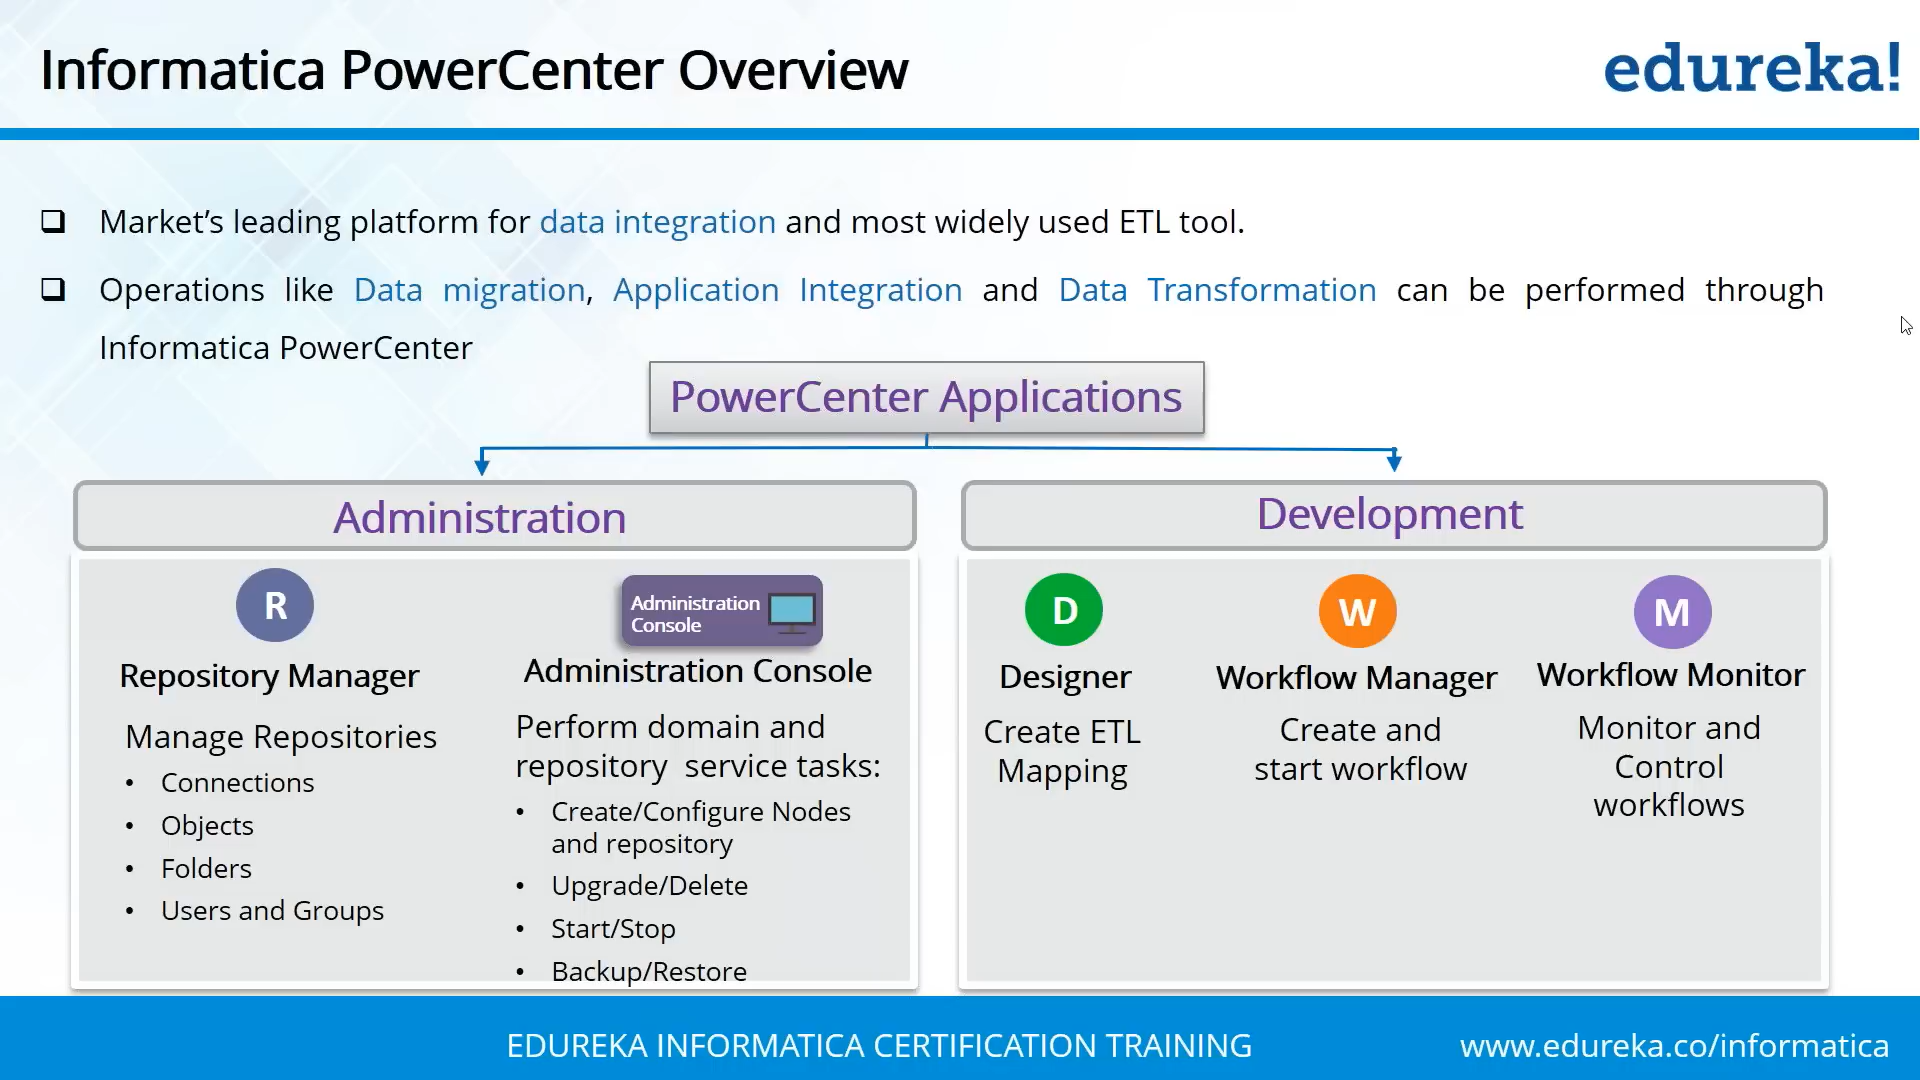 Informatica PowerCenter Overview
edureka!
❑ Market's leading platform for data integration and most widely used ETL tool.
❑ Operations like Data migration, Application Integration and Data Transformation can be performed through
Informatica PowerCenter
PowerCenter Applications
Administration
Development
R
Administration
Console
Repository Manager
Administration Console
Manage Repositories
• Connections
• Objects
• Folders
• Users and Groups
Perform domain and
repository service tasks:
• Create/Configure Nodes
and repository
• Upgrade/Delete
• Start/Stop
• Backup/Restore
D
Designer
Create ETL
Mapping
W
Workflow Manager
Create and
start workflow
M
Workflow Monitor
Monitor and
Control
workflows
EDUREKA INFORMATICA CERTIFICATION TRAINING
www.edureka.co/informatica